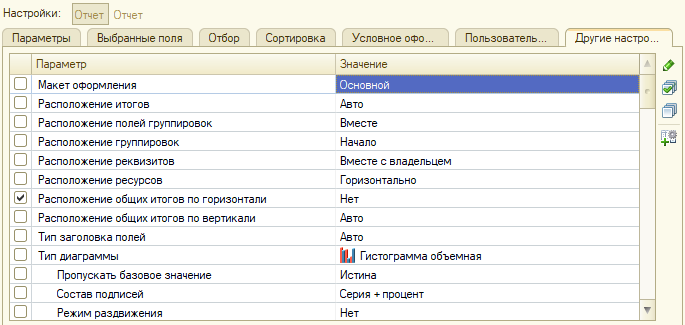 Настройки: Отчет Отчет
Параметры Выбранные поля Отбор Сортировка Условное офо... Пользователь... Другие настро...
Параметр Значение
Макет оформления Основной
Расположение итогов Авто
Расположение полей группировок Вместе
Расположение группировок Начало
Расположение реквизитов Вместе с владельцем
Расположение ресурсов Горизонтально
Расположение общих итогов по горизонтали Нет
Расположение общих итогов по вертикали Авто
Тип заголовка полей Авто
Тип диаграммы Гистограмма объемная
Пропускать базовое значение Истина
Состав подписей Серия + процент
Режим раздвижения Нет